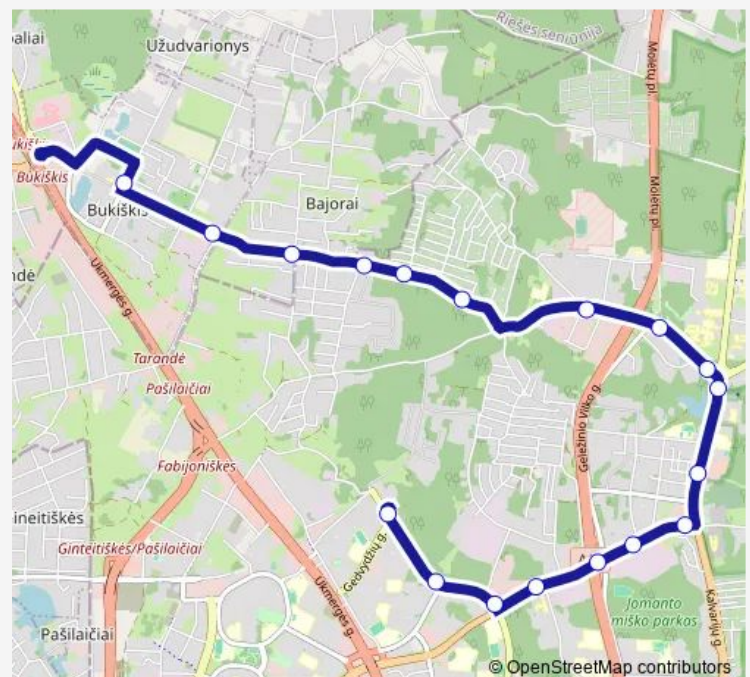 Riešės seniūnija
Užudvarionys
Molėtų pl.
Bukiškis
Bajorai
Bukiškis
Molėtų pl.
Ukmergės g.
Tarandė
Pašilaičiai
Geležinio Vilko g.
Fabijoniškės
Gedvydžių g.
Ginteitiškės/Pašilaičiai
Ukmergės g.
Kalvarijų g.
Jomanto
miško parkas
Pašilaičiai
© OpenStreetMap contributors